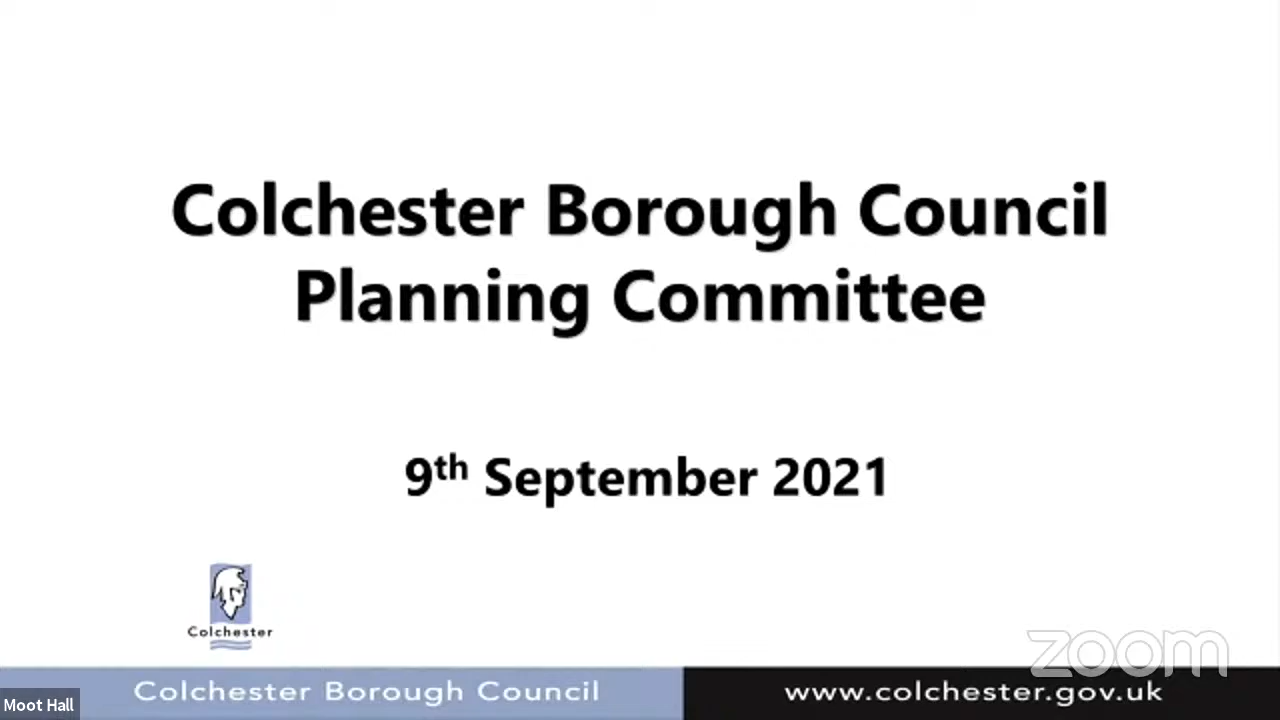 Colchester Borough Council
Planning Committee
9th September 2021
Colchester
zoom
Colchester Borough Council
www.colchester.gov.uk
Moot Hall